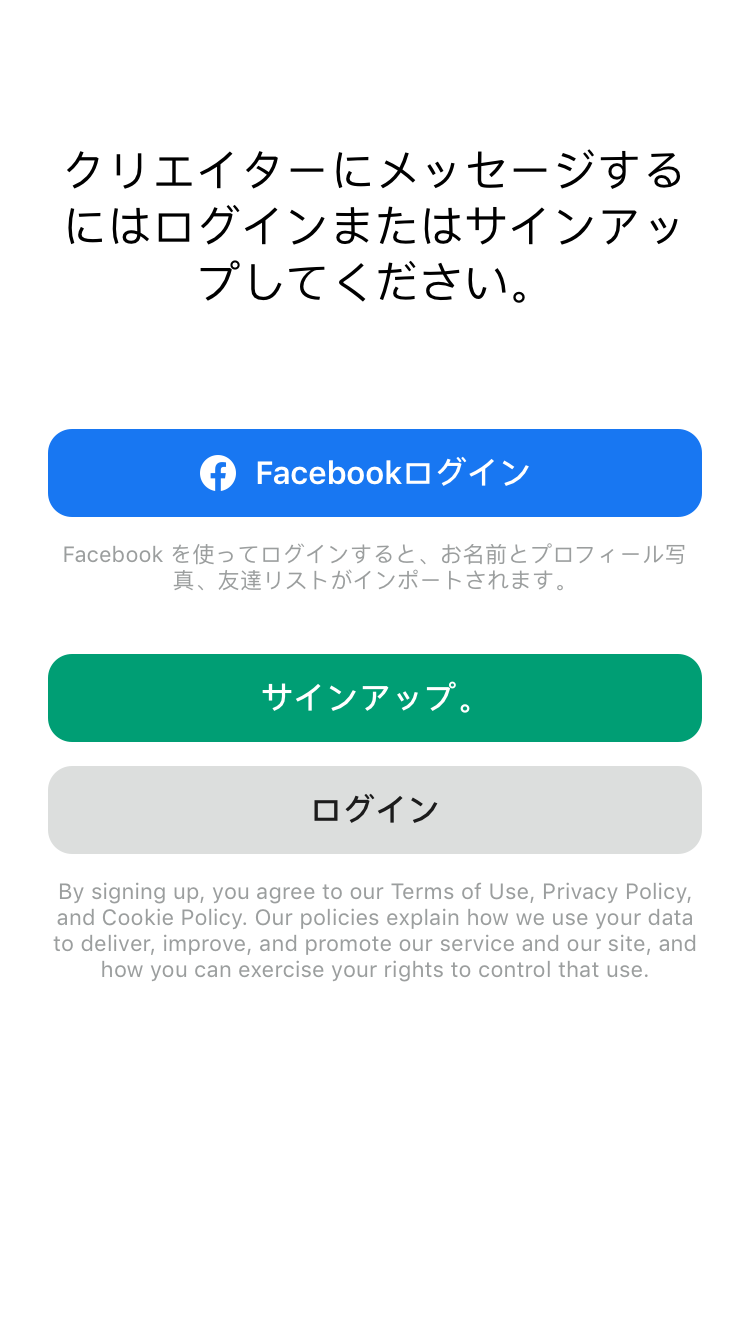 クリエイターにメッセージする
にはログインまたはサインアッ
プしてください。
Facebookログイン
Facebook を使ってログインすると、お名前とプロフィール写
真、友達リストがインポートされます。
サインアップ。
ログイン
By signing up, you agree to our Terms of Use, Privacy Policy,
and Cookie Policy. Our policies explain how we use your data
to deliver, improve, and promote our service and our site, and
how you can exercise your rights to control that use.